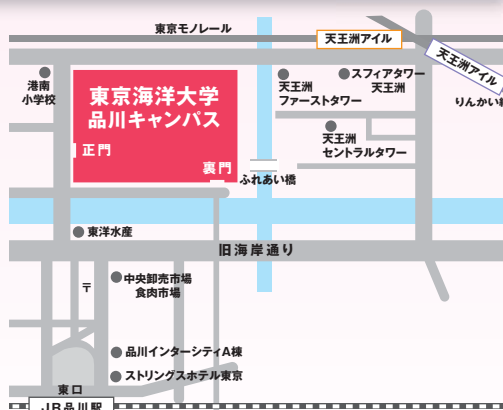 東京モノレール
天王洲アイル
天王洲アイル
りんかい
港南
小学校
東京海洋大学
品川キャンパス
正門
裏門
天王洲
ファーストタワー
スフィアタワー
天王洲
天王洲
セントラルタワー
ふれあい橋
東洋水産
旧海岸通り
〒
中央卸売市場
食肉市場
品川インターシティA棟
ストリングスホテル東京
東口
JR品川駅